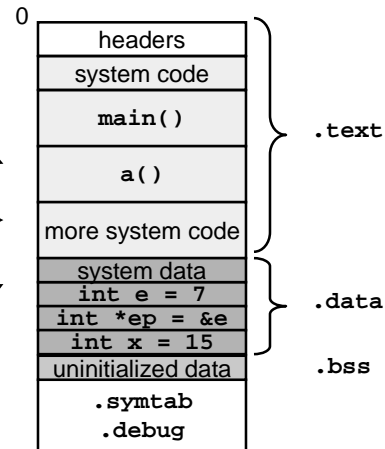 0
headers
system code
main()
.text
a()
more system code
system data
int e = 7
int *ep = &e
.data
int x = 15
uninitialized data
.bss
.symtab
.debug